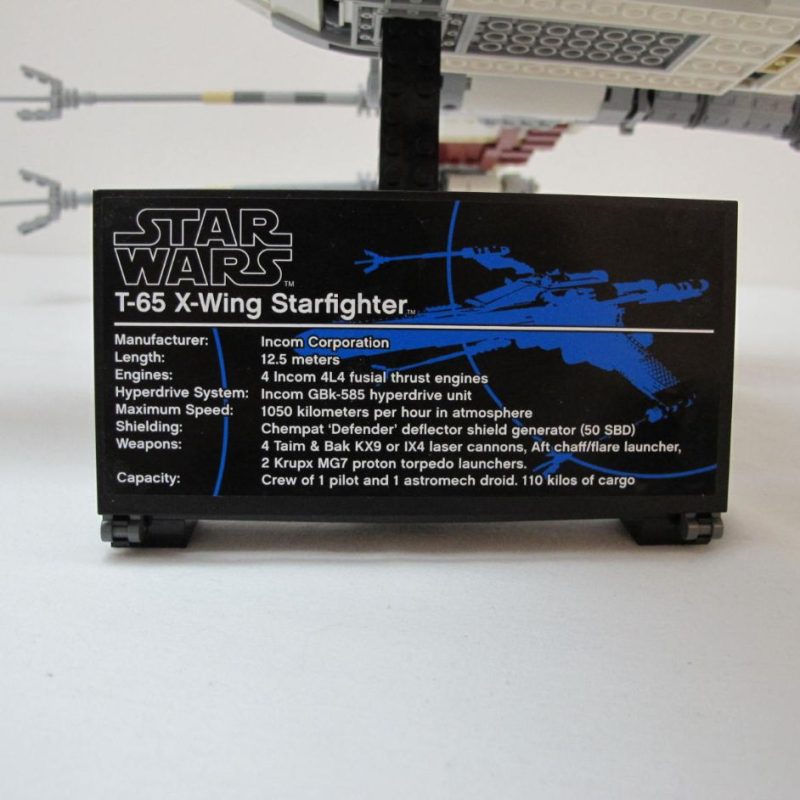 STAR
WARS™
T-65 X-Wing Starfighter™
Manufacturer: Incom Corporation
Length: 12.5 meters
Engines: 4 Incom 4L4 fusial thrust engines
Hyperdrive System: Incom GBk-585 hyperdrive unit
Maximum Speed: 1050 kilometers per hour in atmosphere
Shielding: Chempat ‘Defender’ deflector shield generator (50 SBD)
Weapons: 4 Taim & Bak KX9 or IX4 laser cannons, Aft chaff/flare launcher,
2 Krupx MG7 proton torpedo launchers.
Capacity: Crew of 1 pilot and 1 astromech droid. 110 kilos of cargo